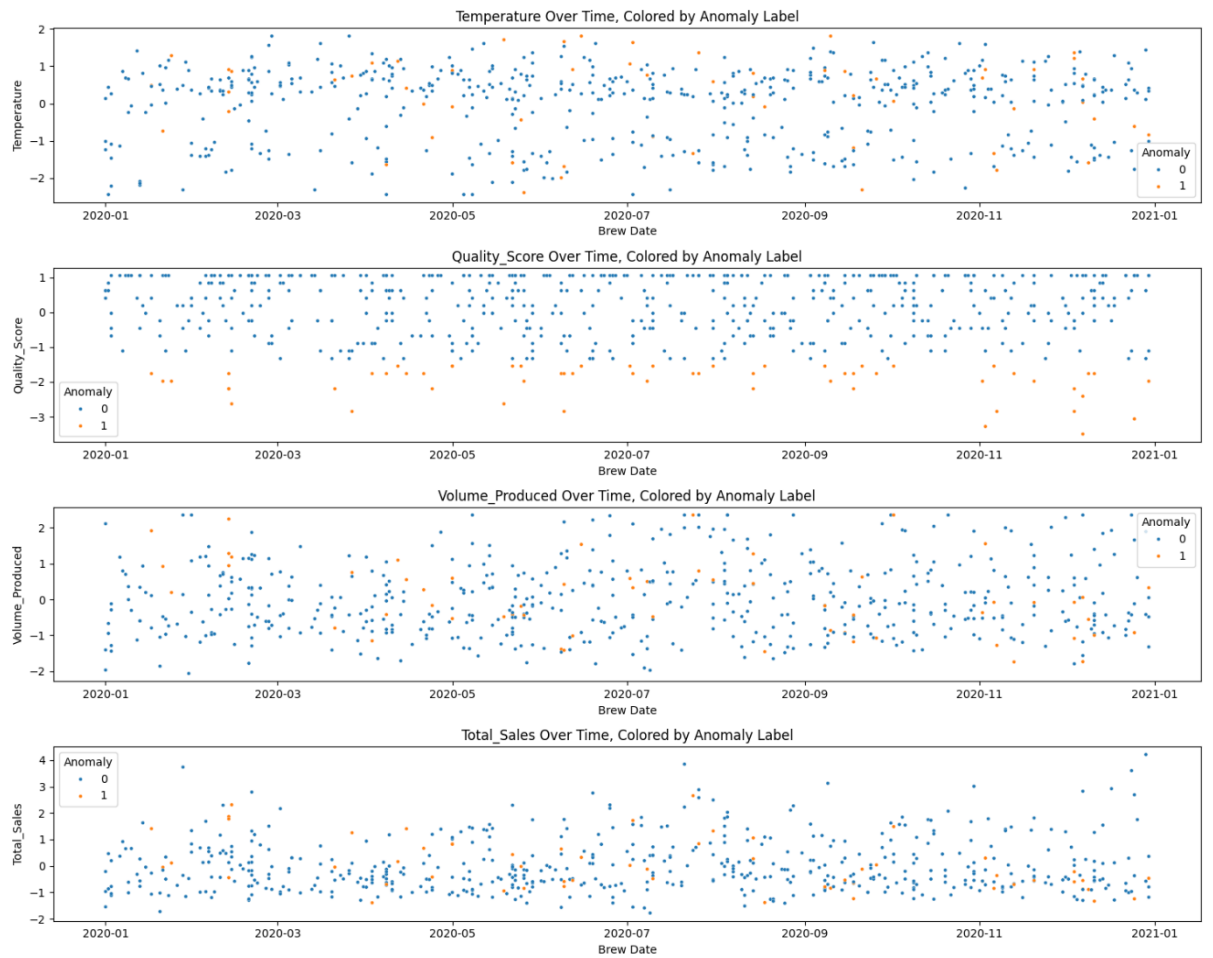 Temperature Over Time, Colored by Anomaly Label
2
1
0
−1
−2
Temperature
Anomaly
0
1
2020-01 2020-03 2020-05 2020-07 2020-09 2020-11 2021-01
Brew Date
Quality_Score Over Time, Colored by Anomaly Label
1
0
−1
−2
−3
Quality_Score
Anomaly
0
1
2020-01 2020-03 2020-05 2020-07 2020-09 2020-11 2021-01
Brew Date
Volume_Produced Over Time, Colored by Anomaly Label
2
1
0
−1
−2
Volume_Produced
Anomaly
0
1
2020-01 2020-03 2020-05 2020-07 2020-09 2020-11 2021-01
Brew Date
Total_Sales Over Time, Colored by Anomaly Label
4
3
2
1
0
−1
−2
Total_Sales
Anomaly
0
1
2020-01 2020-03 2020-05 2020-07 2020-09 2020-11 2021-01
Brew Date